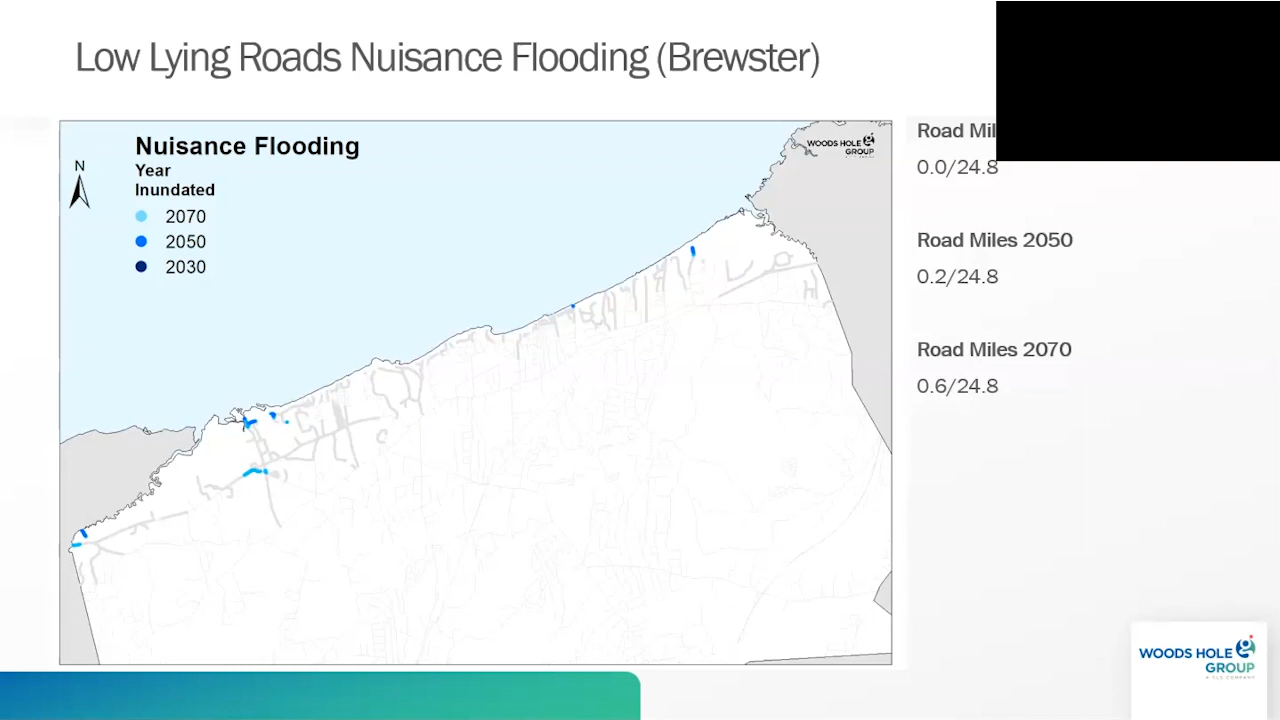 Low Lying Roads Nuisance Flooding (Brewster)
Nuisance Flooding
Year
Inundated
N
2070
2050
2030
WOODS HOLE
GROUP
Road Mil
0.0/24.8
Road Miles 2050
0.2/24.8
Road Miles 2070
0.6/24.8
WOODS HOLE
GROUP
A CLS COMPANY